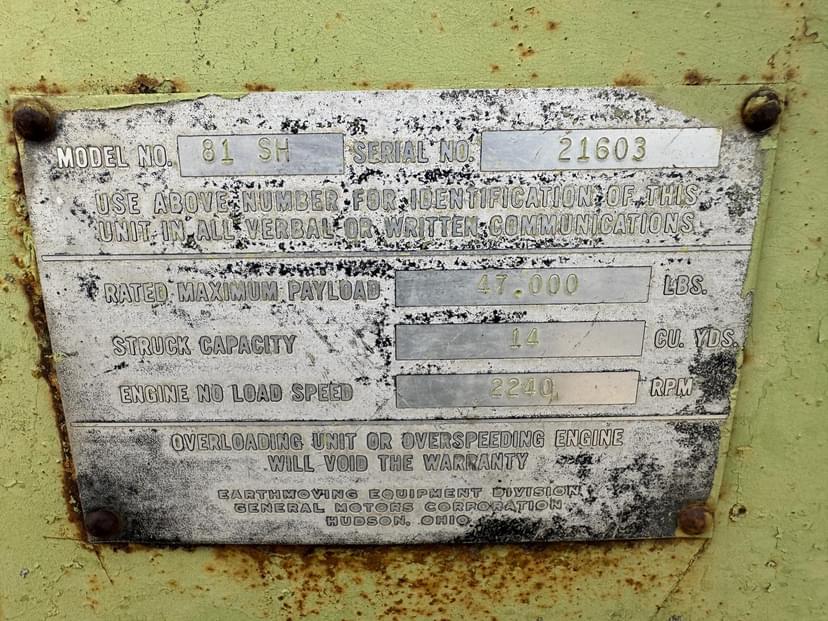 MODEL NO. 81 SH SERIAL NO. 21603
USE ABOVE NUMBER FOR IDENTIFICATION OF THIS
UNIT IN ALL VERBAL OR WRITTEN COMMUNICATIONS
RATED MAXIMUM PAYLOAD 47.000 LBS.
STRUCK CAPACITY 14 CU. YDS.
ENGINE NO LOAD SPEED 2240 RPM
OVERLOADING UNIT OR OVERSPEEDING ENGINE
WILL VOID THE WARRANTY
EARTHMOVING EQUIPMENT DIVISION
GENERAL MOTORS CORPORATION
HUDSON, OHIO